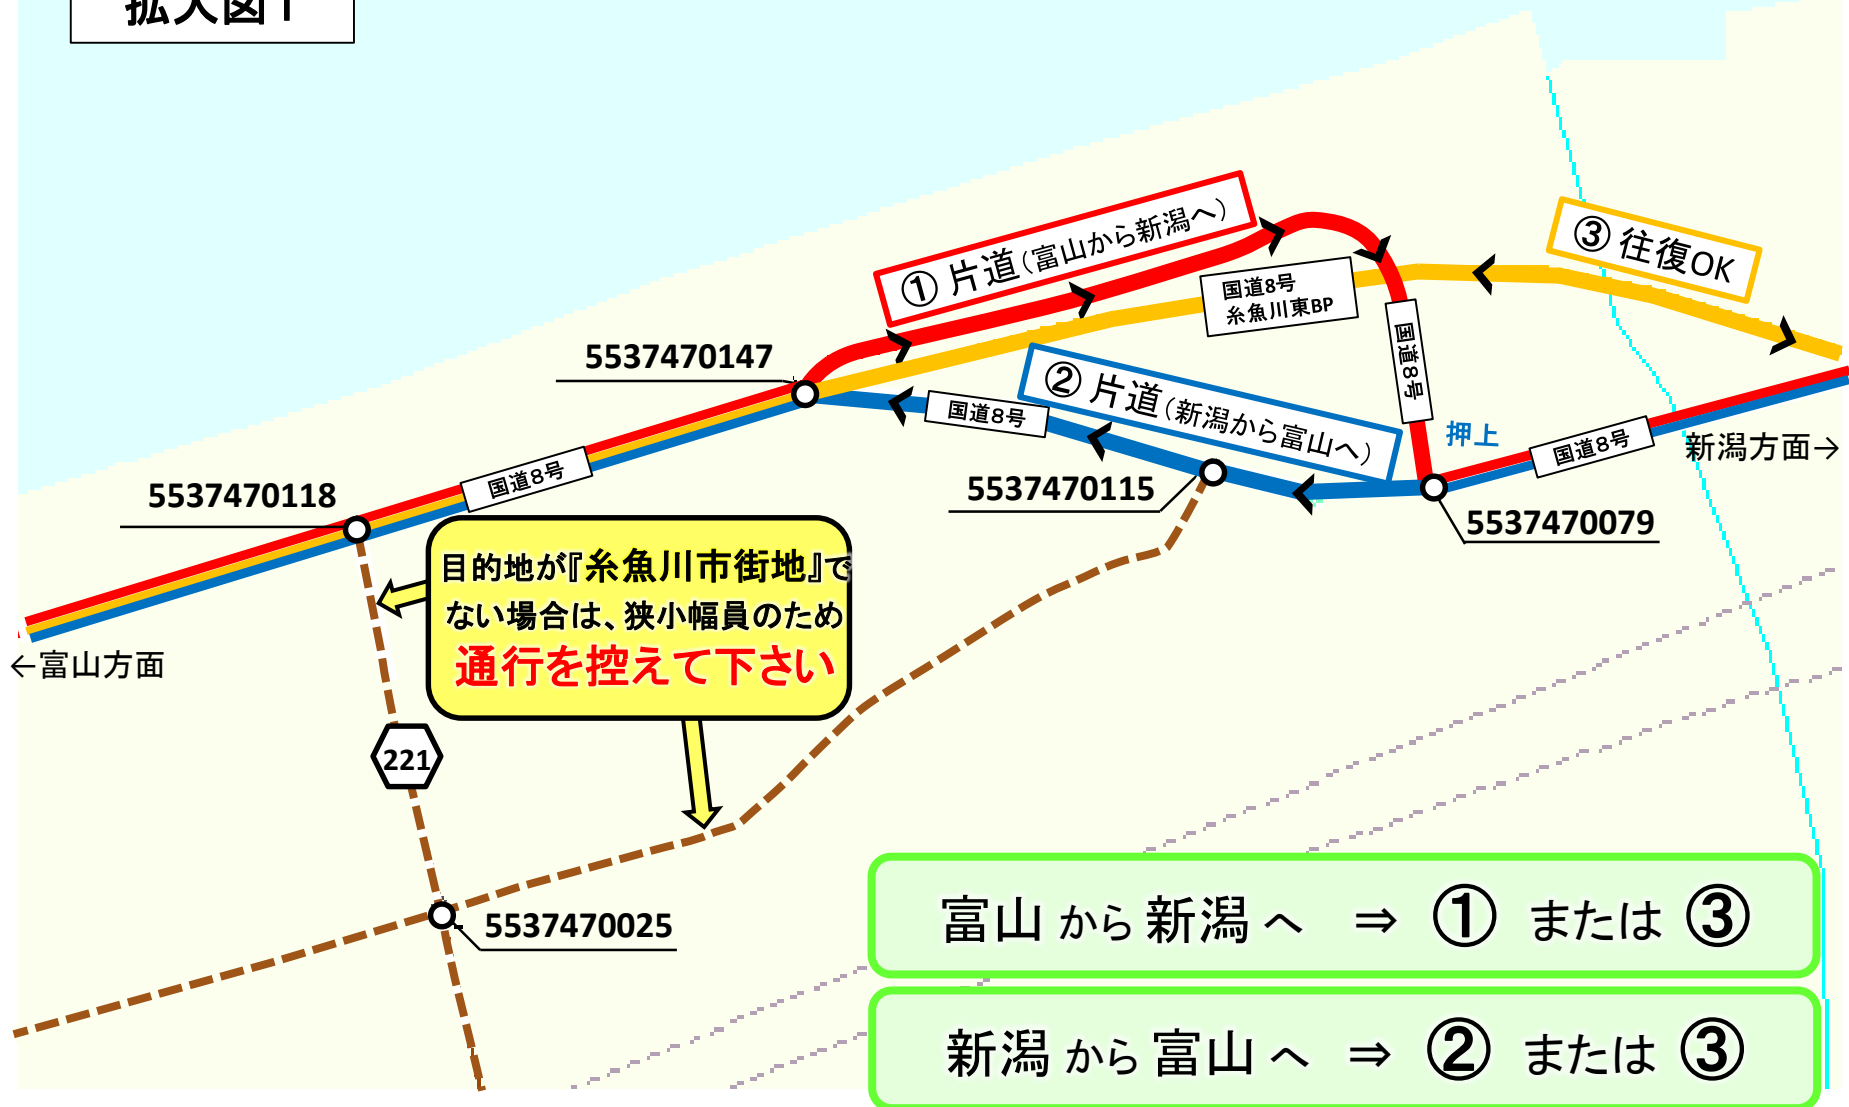 拡大図1
① 片道(富山から新潟へ)
③ 往復OK
国道8号
糸魚川東BP
国道8号
5537470147
② 片道(新潟から富山へ)
国道8号
押上
国道8号
新潟方面→
国道8号
5537470118
5537470115
5537470079
目的地が『糸魚川市街地』で
ない場合は、狭小幅員のため
通行を控えて下さい
←富山方面
221
5537470025
富山 から 新潟 へ ⇒ ① または ③
新潟 から 富山 へ ⇒ ② または ③